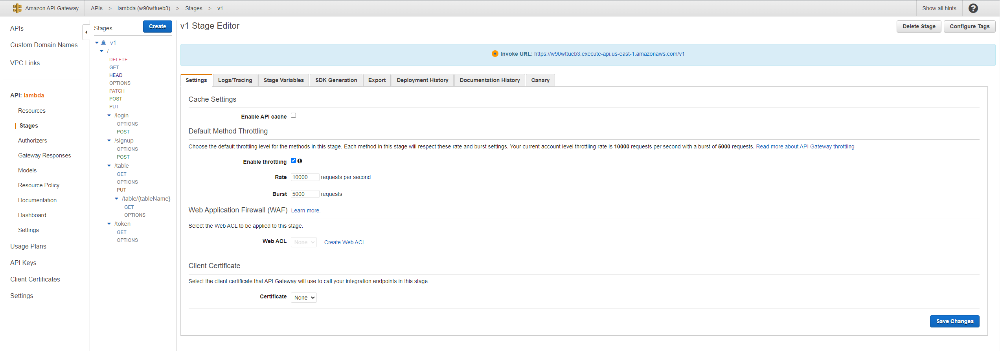 Amazon API Gateway
APIs > lambda (w90wttueb3) > Stages > v1
Show all hints
?
APIs
Custom Domain Names
VPC Links
API: lambda
Resources
Stages
Authorizers
Gateway Responses
Models
Resource Policy
Documentation
Dashboard
Settings
Usage Plans
API Keys
Client Certificates
Settings
Stages
Create
v1
/
DELETE
GET
HEAD
OPTIONS
PATCH
POST
PUT
/login
OPTIONS
POST
/signup
OPTIONS
POST
/table
GET
OPTIONS
PUT
/table/{tableName}
GET
OPTIONS
/token
GET
OPTIONS
v1 Stage Editor
Delete Stage
Configure Tags
Invoke URL: https://w90wttueb3.execute-api.us-east-1.amazonaws.com/v1
Settings
Logs/Tracing
Stage Variables
SDK Generation
Export
Deployment History
Documentation History
Canary
Cache Settings
Enable API cache
Default Method Throttling
Choose the default throttling level for the methods in this stage. Each method in this stage will respect these rate and burst settings. Your current account level throttling rate is 10000 requests per second with a burst of 5000 requests. Read more about API Gateway throttling
Enable throttling
Rate 10000 requests per second
Burst 5000 requests
Web Application Firewall (WAF) Learn more.
Select the Web ACL to be applied to this stage.
Web ACL None Create Web ACL
Client Certificate
Select the client certificate that API Gateway will use to call your integration endpoints in this stage.
Certificate None
Save Changes